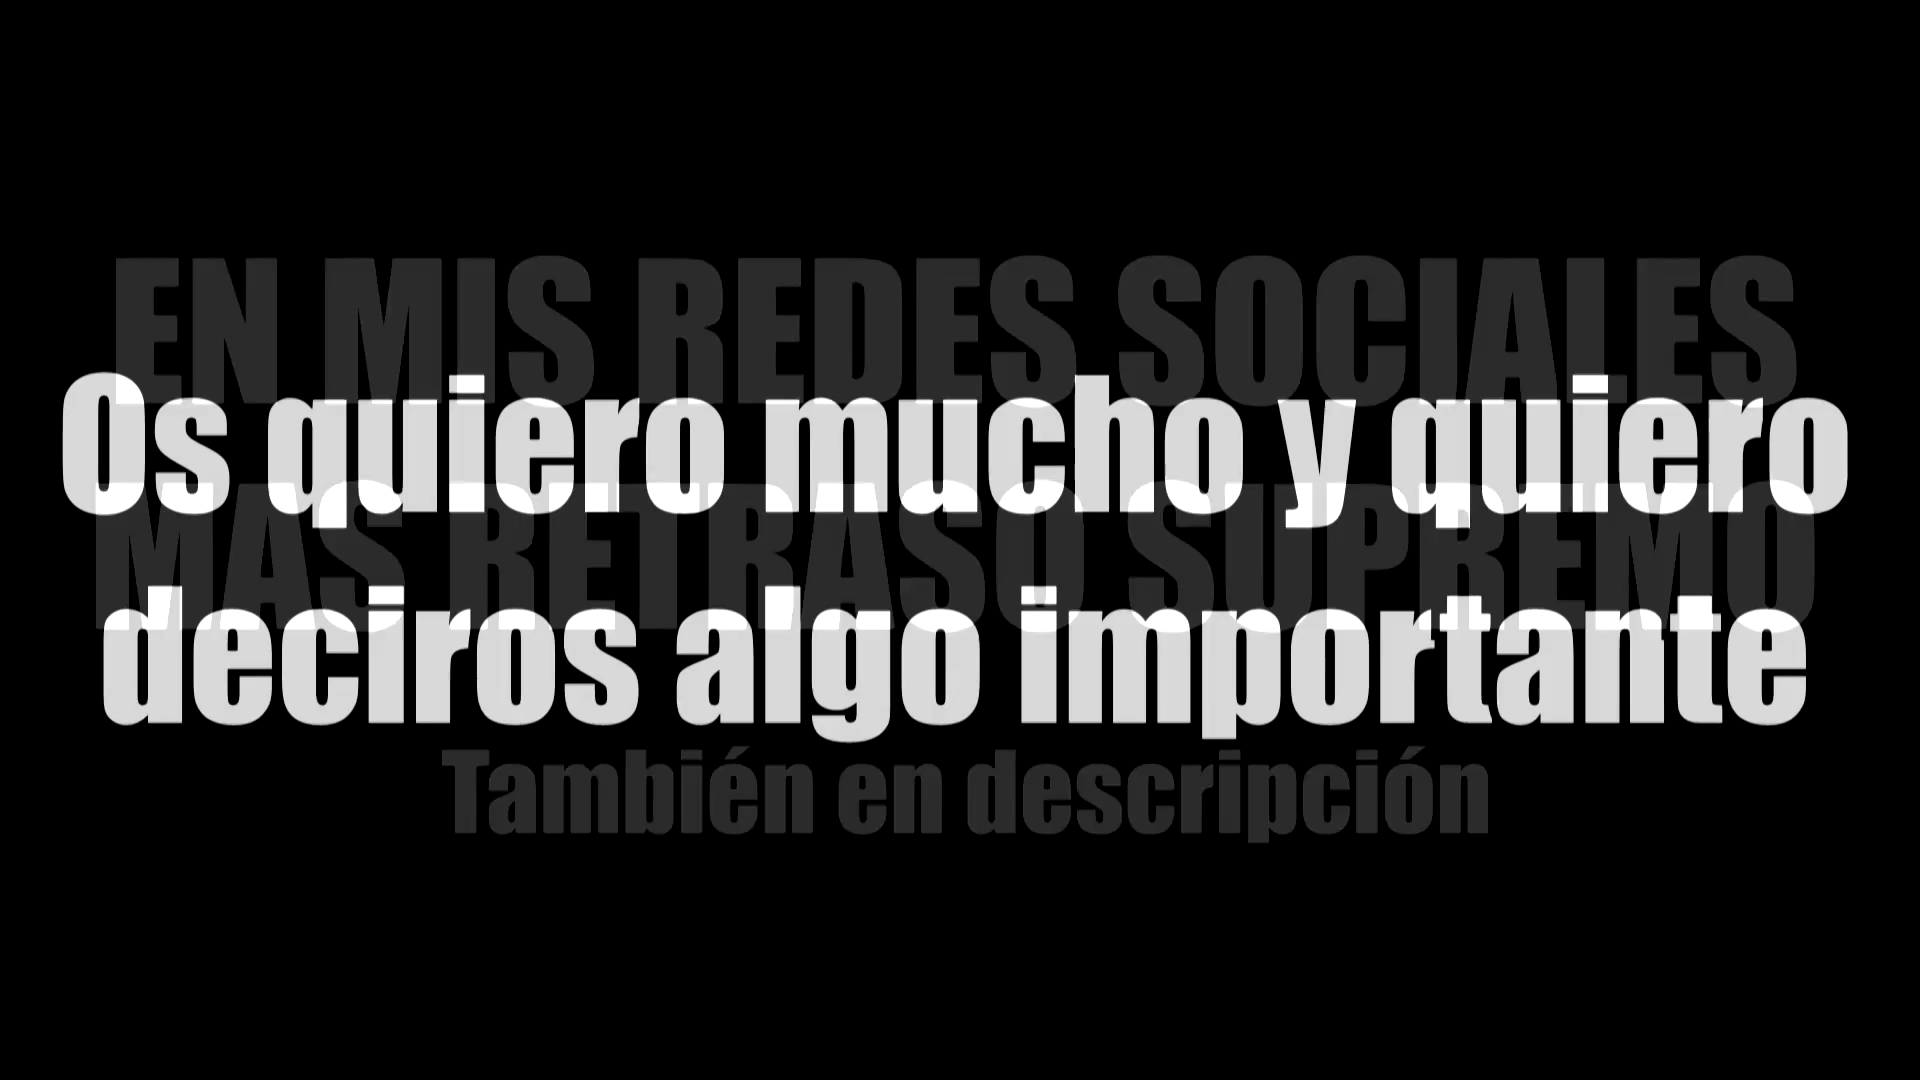 EN MIS REDES SOCIALES
Os quiero mucho y quiero
MAS RETRASO SUPREMO
deciros algo importante
También en descripción